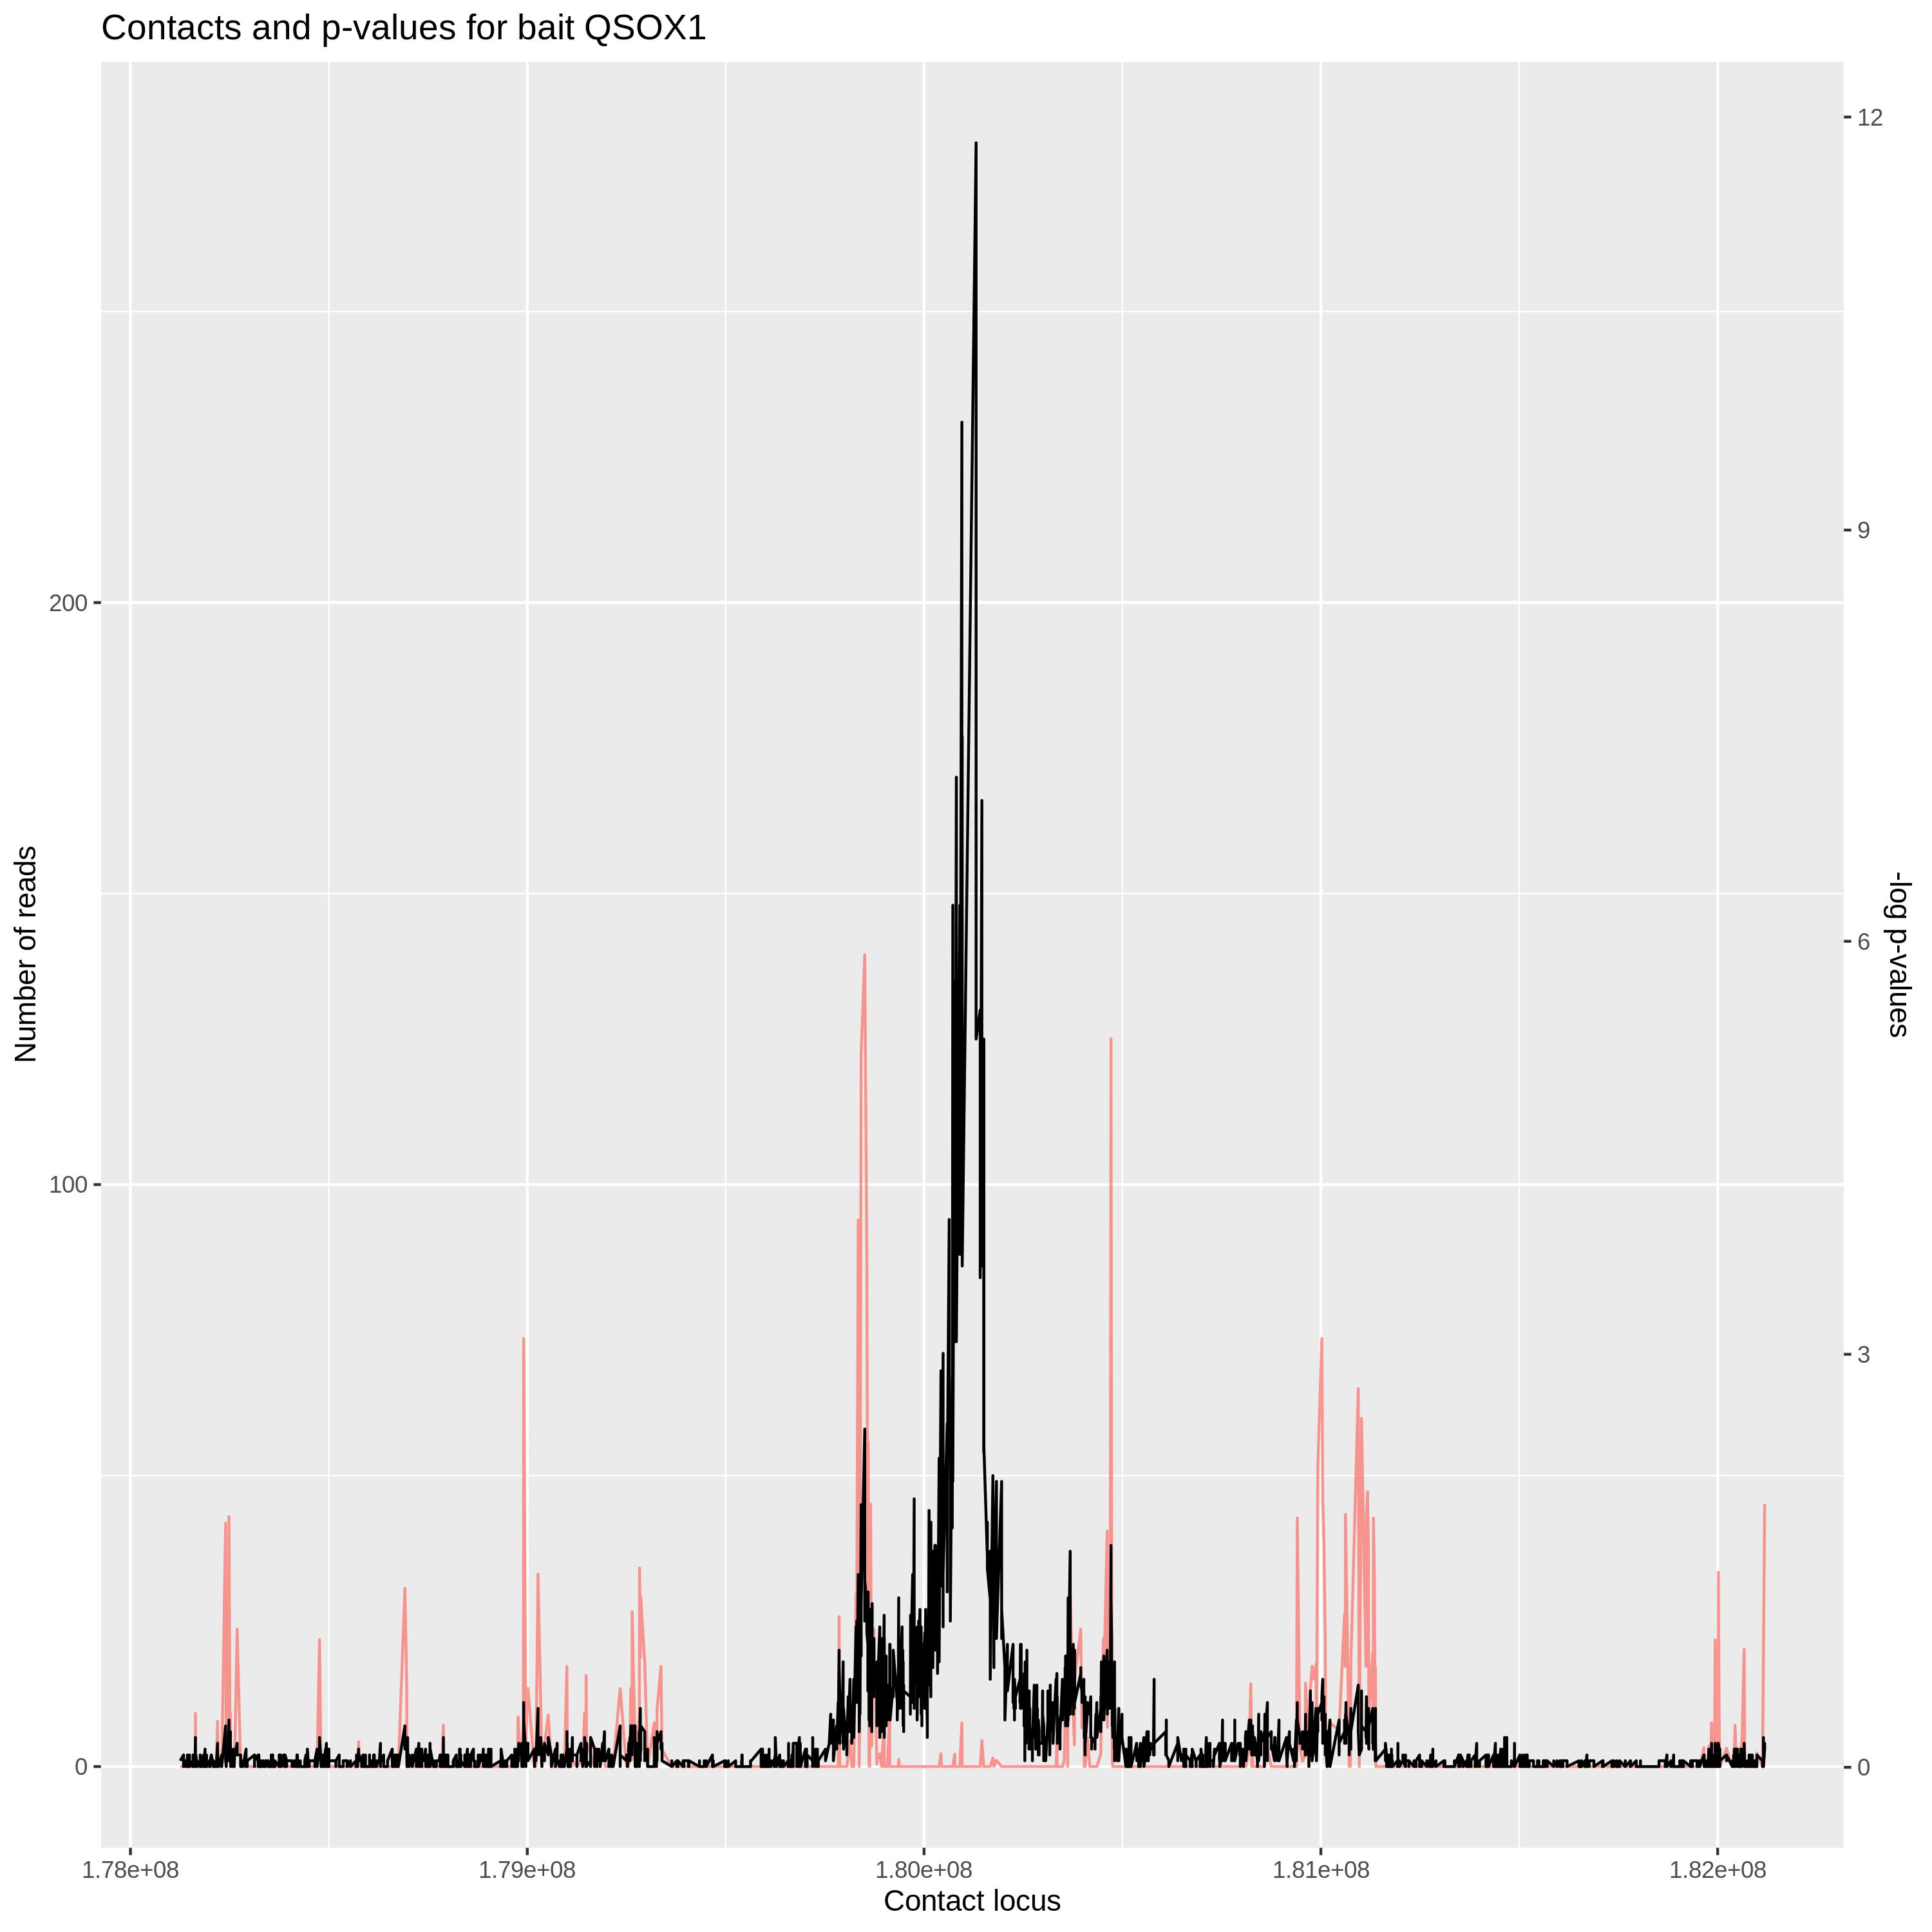 Contacts and p-values for bait QSOX1
12
9
6
3
0
-log p-values
200
100
0
Number of reads
1.78e+08 1.79e+08 1.80e+08 1.81e+08 1.82e+08
Contact locus